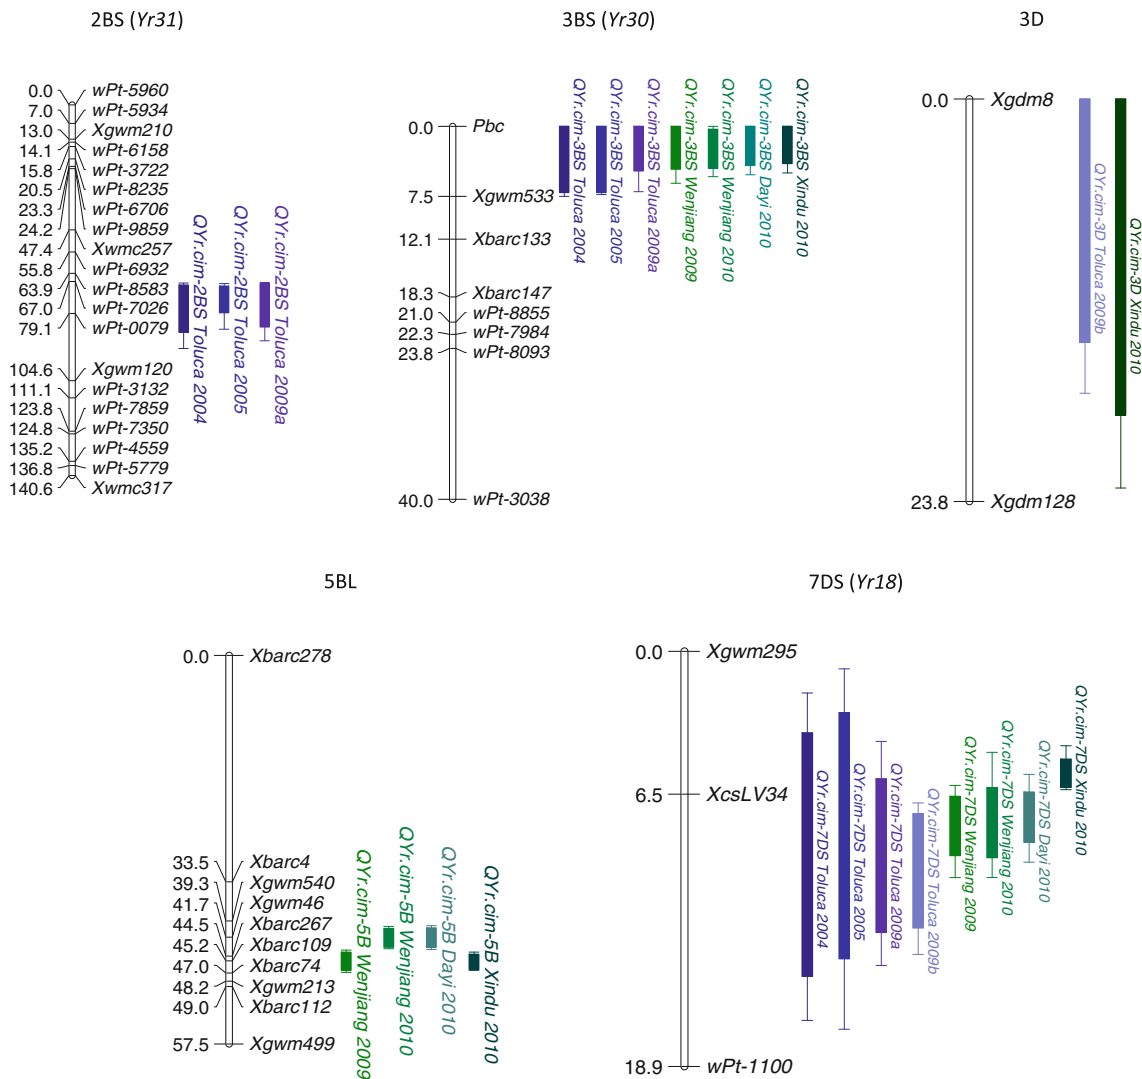 2BS (Yr31)
0.0 wPt-5960
7.0 wPt-5934
13.0 Xgwm210
14.1 wPt-6158
15.8 wPt-3722
20.5 wPt-8235
23.3 wPt-6706
24.2 wPt-9859
47.4 Xwmc257
55.8 wPt-6932
63.9 wPt-8583
67.0 wPt-7026
79.1 wPt-0079
104.6 Xgwm120
111.1 wPt-3132
123.8 wPt-7859
124.8 wPt-7350
135.2 wPt-4559
136.8 wPt-5779
140.6 Xwmc317
QYr.cim-2BS Toluca 2004
QYr.cim-2BS Toluca 2005
QYr.cim-2BS Toluca 2009a
3BS (Yr30)
0.0 Pbc
7.5 Xgwm533
12.1 Xbarc133
18.3 Xbarc147
21.0 wPt-8855
22.3 wPt-7984
23.8 wPt-8093
40.0 wPt-3038
QYr.cim-3BS Toluca 2004
QYr.cim-3BS Toluca 2005
QYr.cim-3BS Toluca 2009a
QYr.cim-3BS Wenjiang 2009
QYr.cim-3BS Wenjiang 2010
QYr.cim-3BS Dayi 2010
QYr.cim-3BS Xindu 2010
3D
0.0 Xgdm8
23.8 Xgdm128
QYr.cim-3D Toluca 2009b
QYr.cim-3D Xindu 2010
5BL
0.0 Xbarc278
33.5 Xbarc4
39.3 Xgwm540
41.7 Xgwm46
44.5 Xbarc267
45.2 Xbarc109
47.0 Xbarc74
48.2 Xgwm213
49.0 Xbarc112
57.5 Xgwm499
QYr.cim-5B Wenjiang 2009
QYr.cim-5B Wenjiang 2010
QYr.cim-5B Dayi 2010
QYr.cim-5B Xindu 2010
7DS (Yr18)
0.0 Xgwm295
6.5 XcsLV34
18.9 wPt-1100
QYr.cim-7DS Toluca 2004
QYr.cim-7DS Toluca 2005
QYr.cim-7DS Toluca 2009a
QYr.cim-7DS Toluca 2009b
QYr.cim-7DS Wenjiang 2009
QYr.cim-7DS Wenjiang 2010
QYr.cim-7DS Dayi 2010
QYr.cim-7DS Xindu 2010